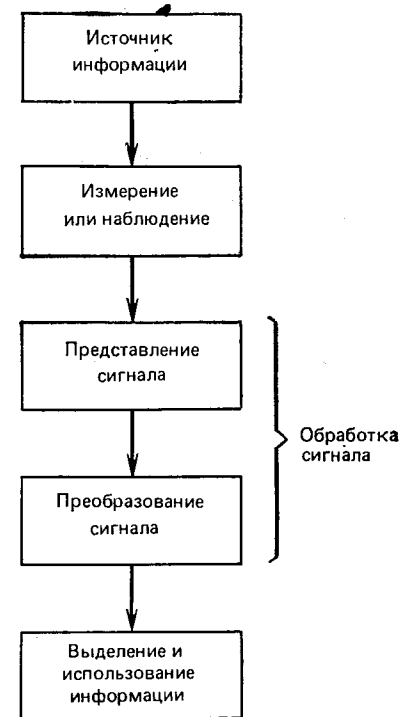 Источник
информации
Измерение
или наблюдение
Представление
сигнала
Преобразование
сигнала
Обработка
сигнала
Выделение и
использование
информации